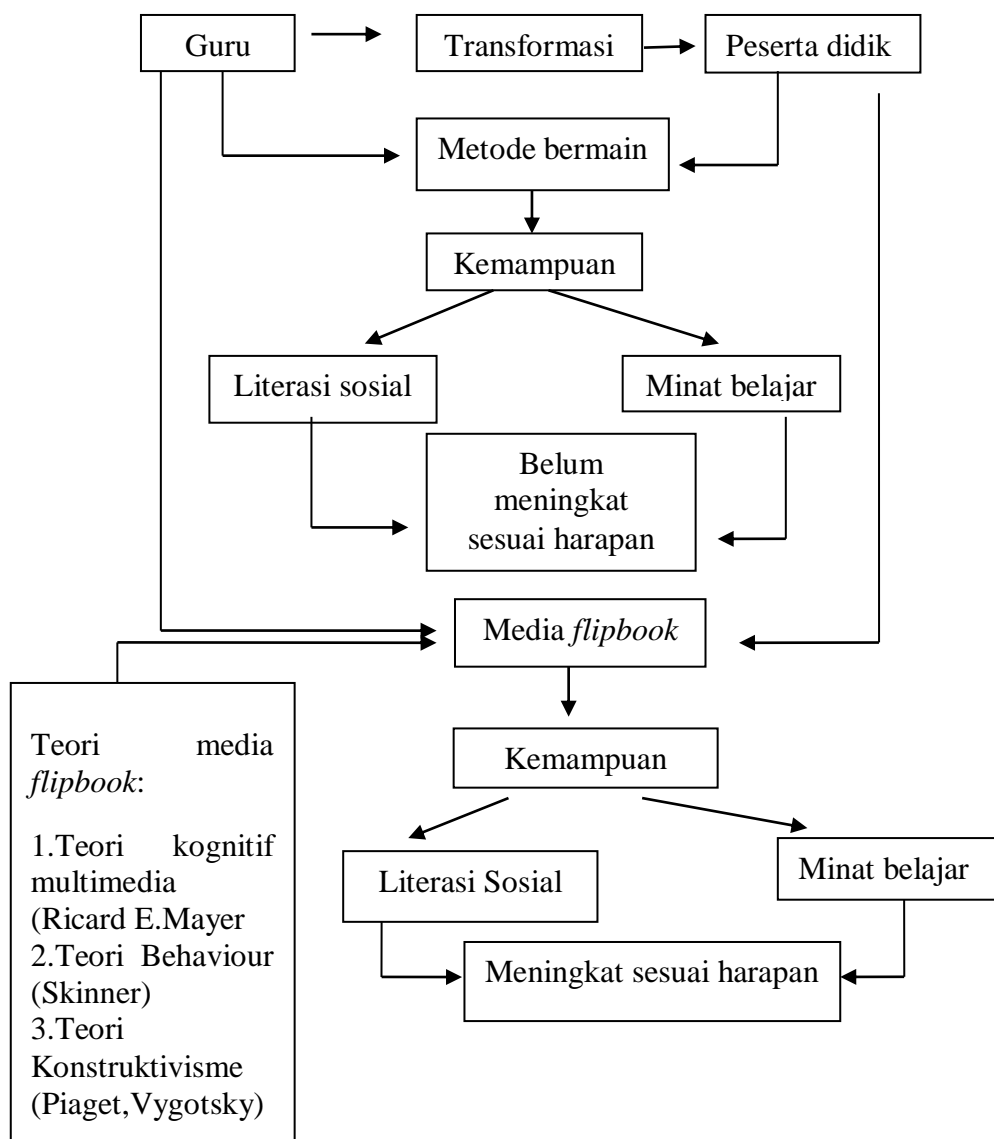 Guru
Transformasi
Peserta didik
Metode bermain
Kemampuan
Literasi sosial
Minat belajar
Belum
meningkat
sesuai harapan
Media flipbook
Teori media
flipbook:
1.Teori kognitif
multimedia
(Ricard E.Mayer
2.Teori Behaviour
(Skinner)
3.Teori
Konstruktivisme
(Piaget,Vygotsky)
Kemampuan
Literasi Sosial
Minat belajar
Meningkat sesuai harapan